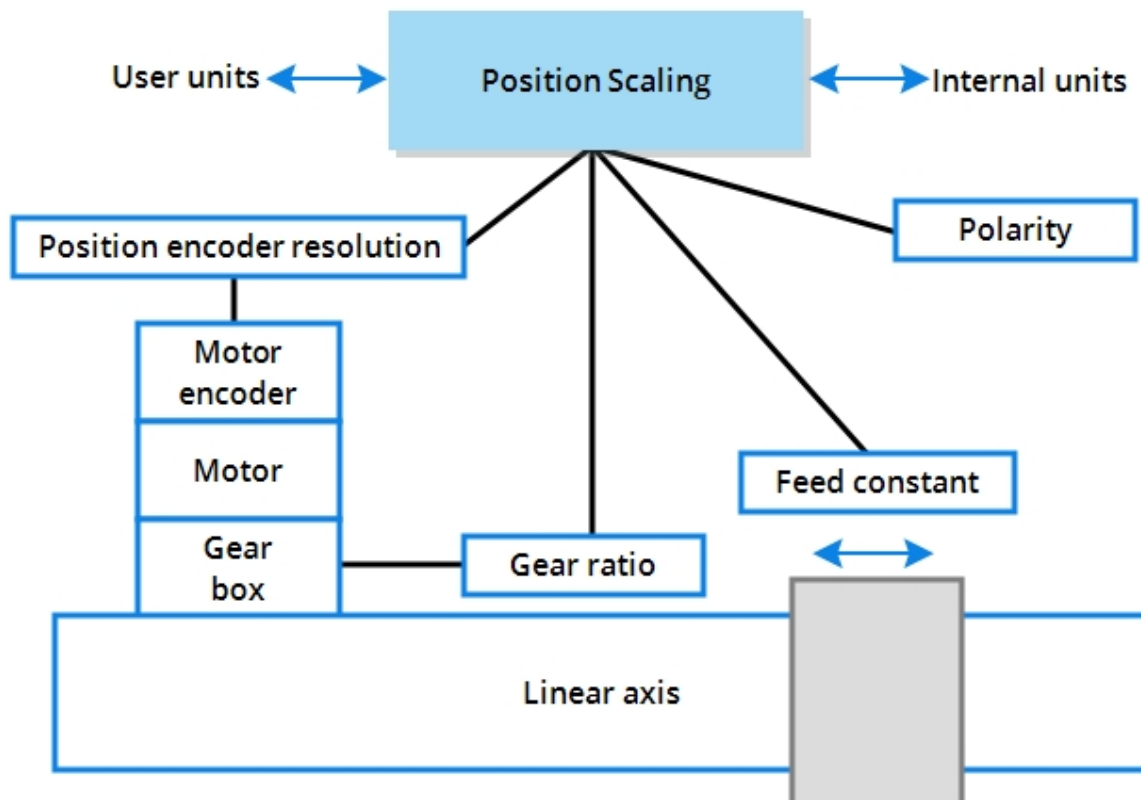 User units
Position Scaling
Internal units
Position encoder resolution
Polarity
Motor
encoder
Motor
Feed constant
Gear
box
Gear ratio
Linear axis